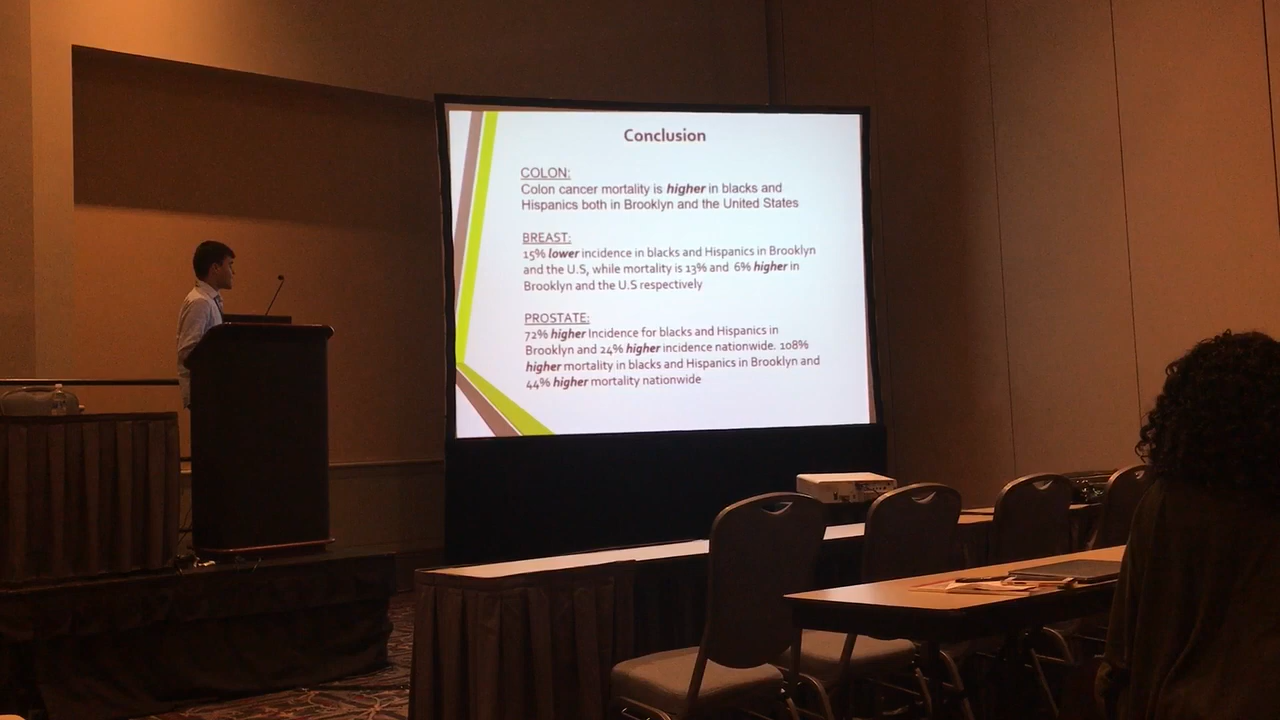 Conclusion
COLON:
Colon cancer mortality is higher in blacks and
Hispanics both in Brooklyn and the United States
BREAST:
15% lower incidence in blacks and Hispanics in Brooklyn
and the U.S, while mortality is 13% and 6% higher in
Brooklyn and the U.S respectively
PROSTATE:
72% higher Incidence for blacks and Hispanics in
Brooklyn and 24% higher incidence nationwide. 108%
higher mortality in blacks and Hispanics in Brooklyn and
44% higher mortality nationwide